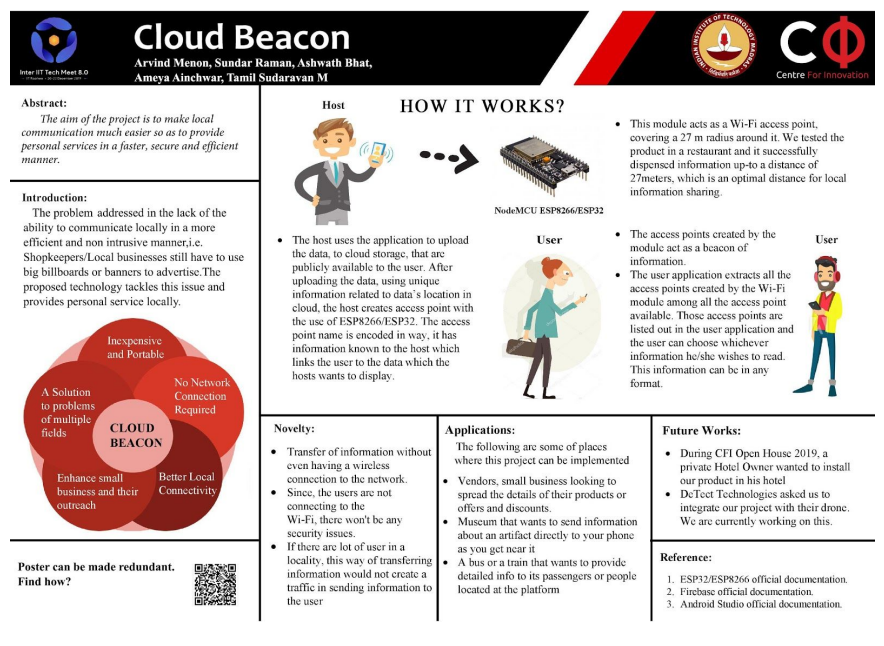 Inter IIT Tech Meet 8.0
Cloud Beacon
Arvind Menon, Sundar Raman, Ashwath Bhat,
Ameya Ainchwar, Tamil Sudaravan M
INDIAN INSTITUTE OF TECHNOLOGY MADRAS
CFI
Centre For Innovation
Abstract:
The aim of the project is to make local
communication much easier so as to provide
personal services in a faster, secure and efficient
manner.
Introduction:
The problem addressed in the lack of the
ability to communicate locally in a more
efficient and non intrusive manner,i.e.
Shopkeepers/Local businesses still have to use
big billboards or banners to advertise.The
proposed technology tackles this issue and
provides personal service locally.
Inexpensive
and Portable
A Solution
to problems
of multiple
fields
No Network
Connection
Required
CLOUD
BEACON
Enhance small
business and their
outreach
Better Local
Connectivity
Poster can be made redundant.
Find how?
HOW IT WORKS?
Host
NodeMCU ESP8266/ESP32
• The host uses the application to upload
the data, to cloud storage, that are
publicly available to the user. After
uploading the data, using unique
information related to data`s location in
cloud, the host creates access point with
the use of ESP8266/ESP32. The access
point name is encoded in way, it has
information known to the host which
links the user to the data which the
hosts wants to display.
User
• This module acts as a Wi-Fi access point,
covering a 27 m radius around it. We tested the
product in a restaurant and it successfully
dispensed information up-to a distance of
27meters, which is an optimal distance for local
information sharing.
• The access points created by the
module act as a beacon of
information.
• The user application extracts all the
access points created by the Wi-Fi
module among all the access point
available. Those access points are
listed out in the user application and
the user can choose whichever
information he/she wishes to read.
This information can be in any
format.
User
Novelty:
• Transfer of information without
even having a wireless
connection to the network.
• Since, the users are not
connecting to the
Wi-Fi, there won't be any
security issues.
• If there are lot of user in a
locality, this way of transferring
information would not create a
traffic in sending information to
the user
Applications:
The following are some of places
where this project can be implemented
• Vendors, small business looking to
spread the details of their products or
offers and discounts.
• Museum that wants to send information
about an artifact directly to your phone
as you get near it
• A bus or a train that wants to provide
detailed info to its passengers or people
located at the platform
Future Works:
• During CFI Open House 2019, a
private Hotel Owner wanted to install
our product in his hotel
• DeTect Technologies asked us to
integrate our project with their drone.
We are currently working on this.
Reference:
1. ESP32/ESP8266 official documentation.
2. Firebase official documentation.
3. Android Studio official documentation.